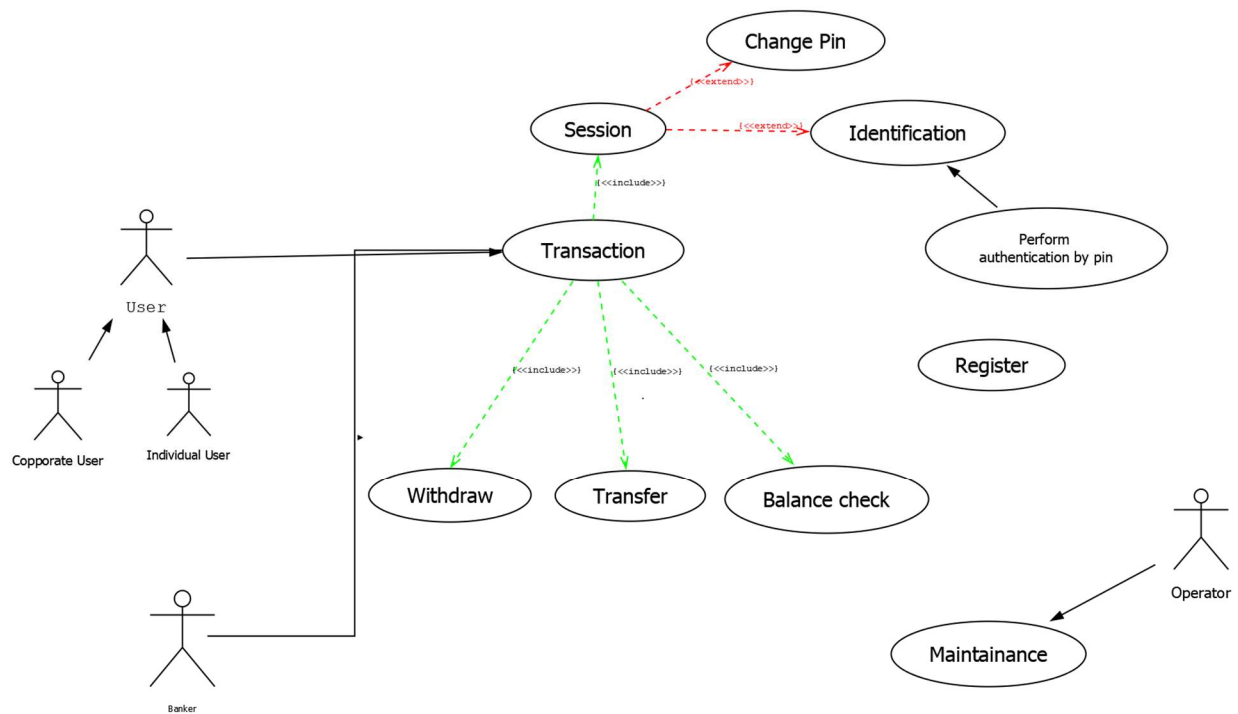 Change Pin
{<<extend>>}
Session
{<<extend>>}
Identification
{<<include>>}
Transaction
Perform
authentication by pin
User
Register
{<<include>>}
{<<include>>}
{<<include>>}
Copporate User
Individual User
Withdraw
Transfer
Balance check
Operator
Maintainance
Banker